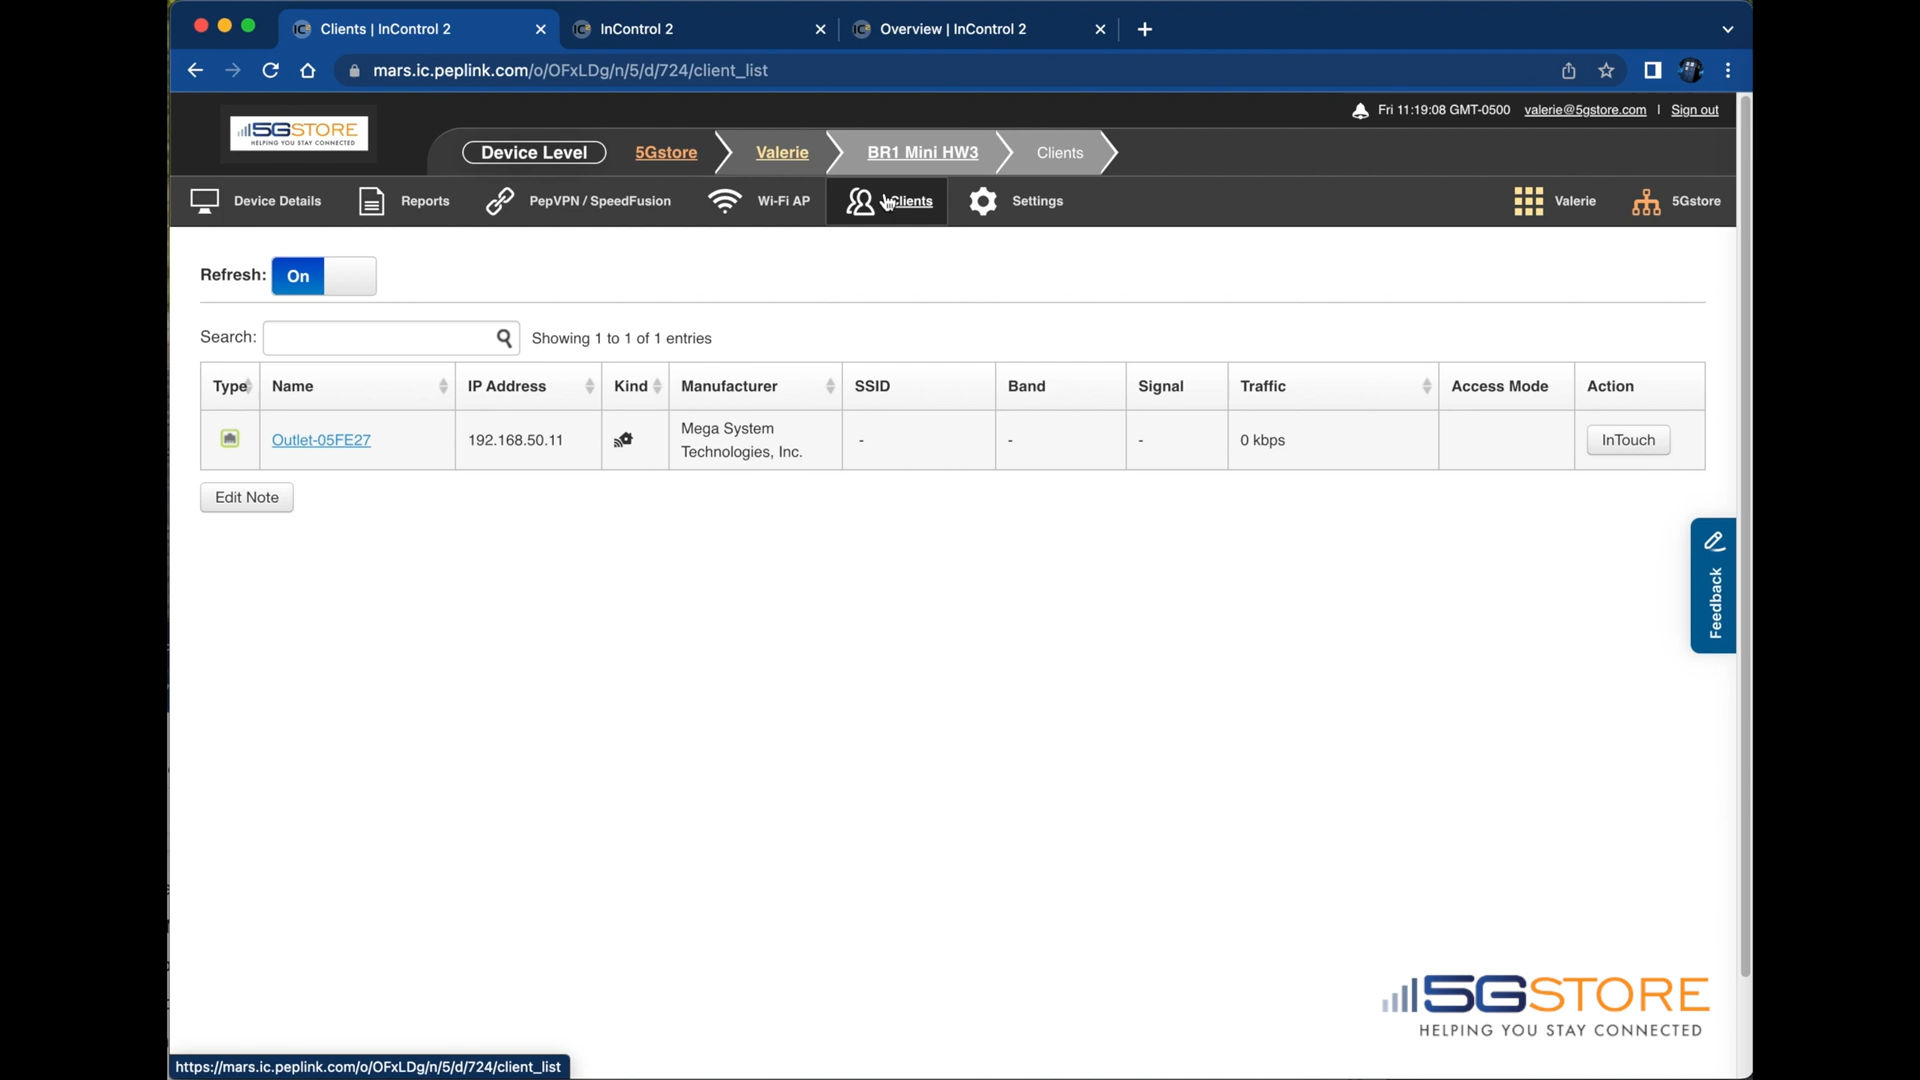 Clients | InControl 2
InControl 2
Overview | InControl 2
mars.ic.peplink.com/o/OFxLDg/n/5/d/724/client_list
5GSTORE
HELPING YOU STAY CONNECTED
Fri 11:19:08 GMT-0500 valerie@5gstore.com | Sign out
Device Level 5Gstore Valerie BR1 Mini HW3 Clients
Device Details Reports PepVPN / SpeedFusion Wi-Fi AP Clients Settings Valerie 5Gstore
Refresh: On
Search: Showing 1 to 1 of 1 entries
Type Name IP Address Kind Manufacturer SSID Band Signal Traffic Access Mode Action
Outlet-05FE27 192.168.50.11 Mega System Technologies, Inc. - - - 0 kbps InTouch
Edit Note
Feedback
5GSTORE
HELPING YOU STAY CONNECTED
https://mars.ic.peplink.com/o/OFxLDg/n/5/d/724/client_list